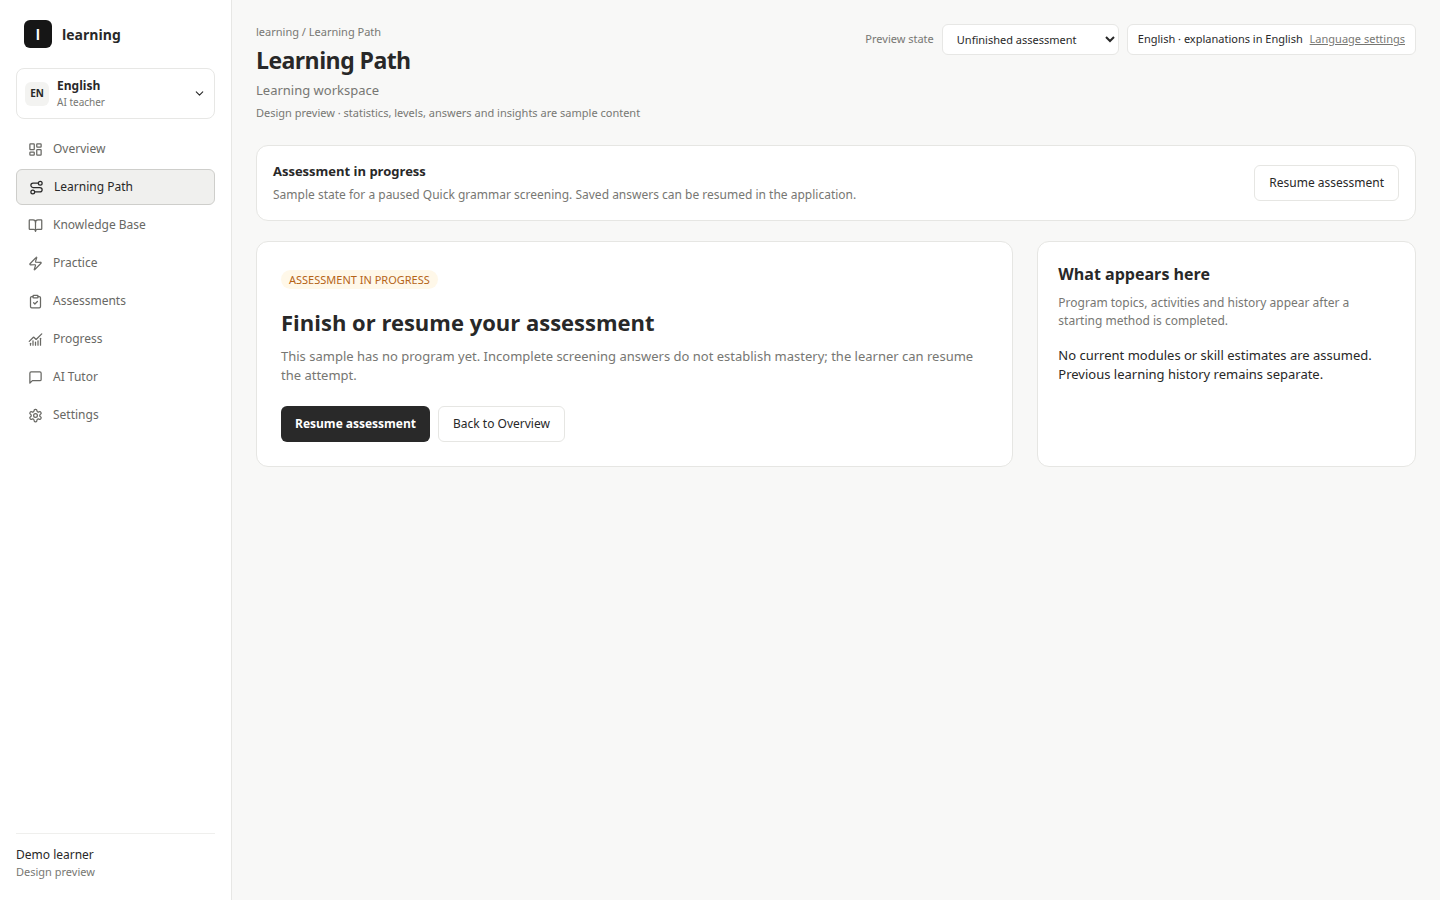 l learning
EN English
AI teacher
Overview
Learning Path
Knowledge Base
Practice
Assessments
Progress
AI Tutor
Settings
Demo learner
Design preview
learning / Learning Path
Learning Path
Learning workspace
Design preview · statistics, levels, answers and insights are sample content
Preview state Unfinished assessment English · explanations in English Language settings
Assessment in progress
Sample state for a paused Quick grammar screening. Saved answers can be resumed in the application.
Resume assessment
ASSESSMENT IN PROGRESS
Finish or resume your assessment
This sample has no program yet. Incomplete screening answers do not establish mastery; the learner can resume
the attempt.
Resume assessment Back to Overview
What appears here
Program topics, activities and history appear after a
starting method is completed.
No current modules or skill estimates are assumed.
Previous learning history remains separate.